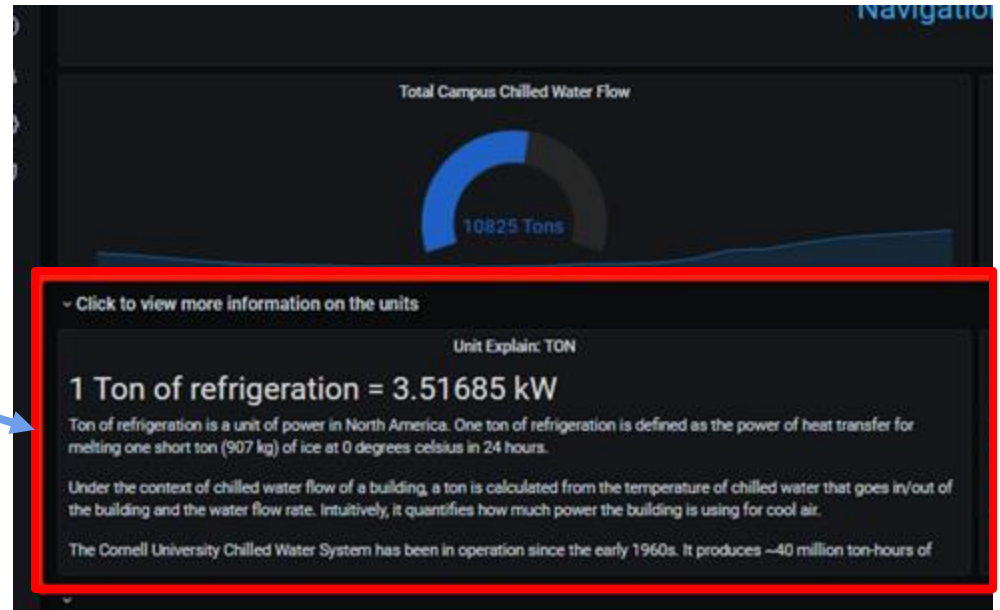 Navigation
Total Campus Chilled Water Flow
10825 Tons
Click to view more information on the units
Unit Explain: TON
1 Ton of refrigeration = 3.51685 kW
Ton of refrigeration is a unit of power in North America. One ton of refrigeration is defined as the power of heat transfer for
melting one short ton (907 kg) of ice at 0 degrees celsius in 24 hours.
Under the context of chilled water flow of a building, a ton is calculated from the temperature of chilled water that goes in/out of
the building and the water flow rate. Intuitively, it quantifies how much power the building is using for cool air.
The Cornell University Chilled Water System has been in operation since the early 1960s. It produces ~40 million ton-hours of